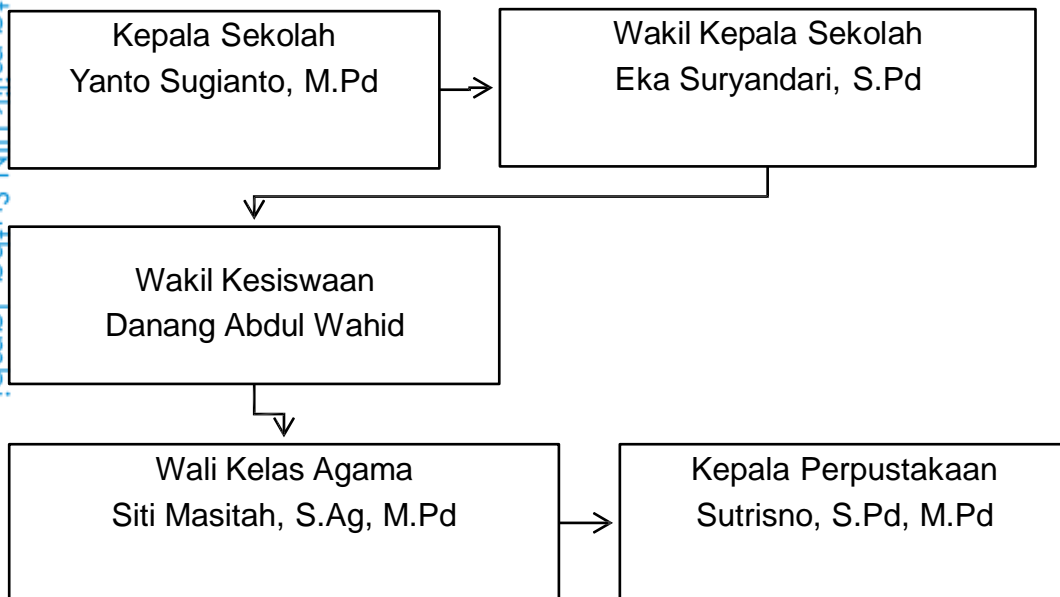 Kepala Sekolah
Yanto Sugianto, M.Pd
Wakil Kepala Sekolah
Eka Suryandari, S.Pd
Wakil Kesiswaan
Danang Abdul Wahid
Wali Kelas Agama
Siti Masitah, S.Ag, M.Pd
Kepala Perpustakaan
Sutrisno, S.Pd, M.Pd